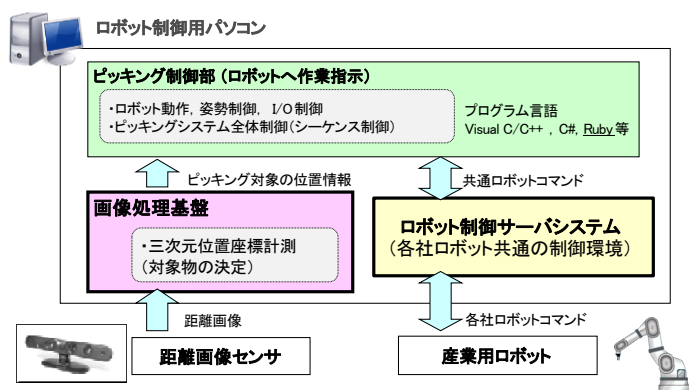 ロボット制御用パソコン
ピッキング制御部（ロボットへ作業指示）
・ロボット動作，姿勢制御， I/O制御
・ピッキングシステム全体制御（シーケンス制御）
プログラム言語
Visual C/C++ , C#, Ruby等
ピッキング対象の位置情報
共通ロボットコマンド
画像処理基盤
・三次元位置座標計測
（対象物の決定）
ロボット制御サーバシステム
（各社ロボット共通の制御環境）
距離画像
各社ロボットコマンド
距離画像センサ
産業用ロボット